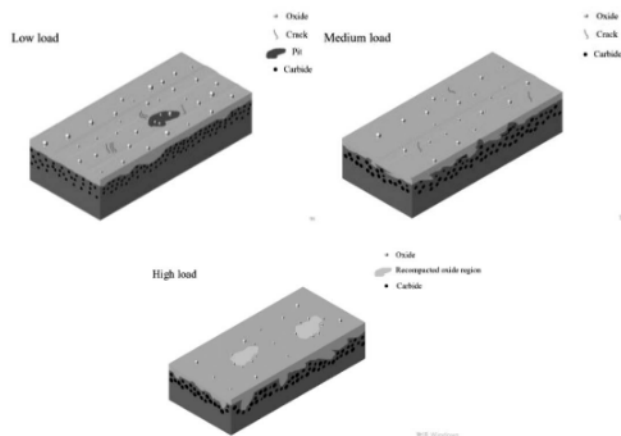 Low load
Oxide
Crack
Pit
Carbide
Medium load
Oxide
Crack
Carbide
High load
Oxide
Recompacted oxide region
Carbide